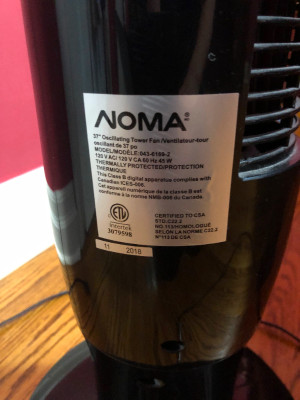 NOMA®
37" Oscillating Tower Fan /Ventilateur-tour
oscillant de 37 po
MODEL/MODÈLE: 043-6199-2
120 V AC/ 120 V CA 60 Hz 45 W
THERMALLY PROTECTED/PROTECTION
THERMIQUE
This Class B digital apparatus complies with
Canadian ICES-006.
Cet appareil numérique de la classe B est
conforme à la norme NMB-006 du Canada.
ETL
Intertek
3079598
CERTIFIED TO CSA
STD C22.2
NO.113/HOMOLOGUÉ
SELON LA NORME C22.2
N°113 DE CSA
11 2018